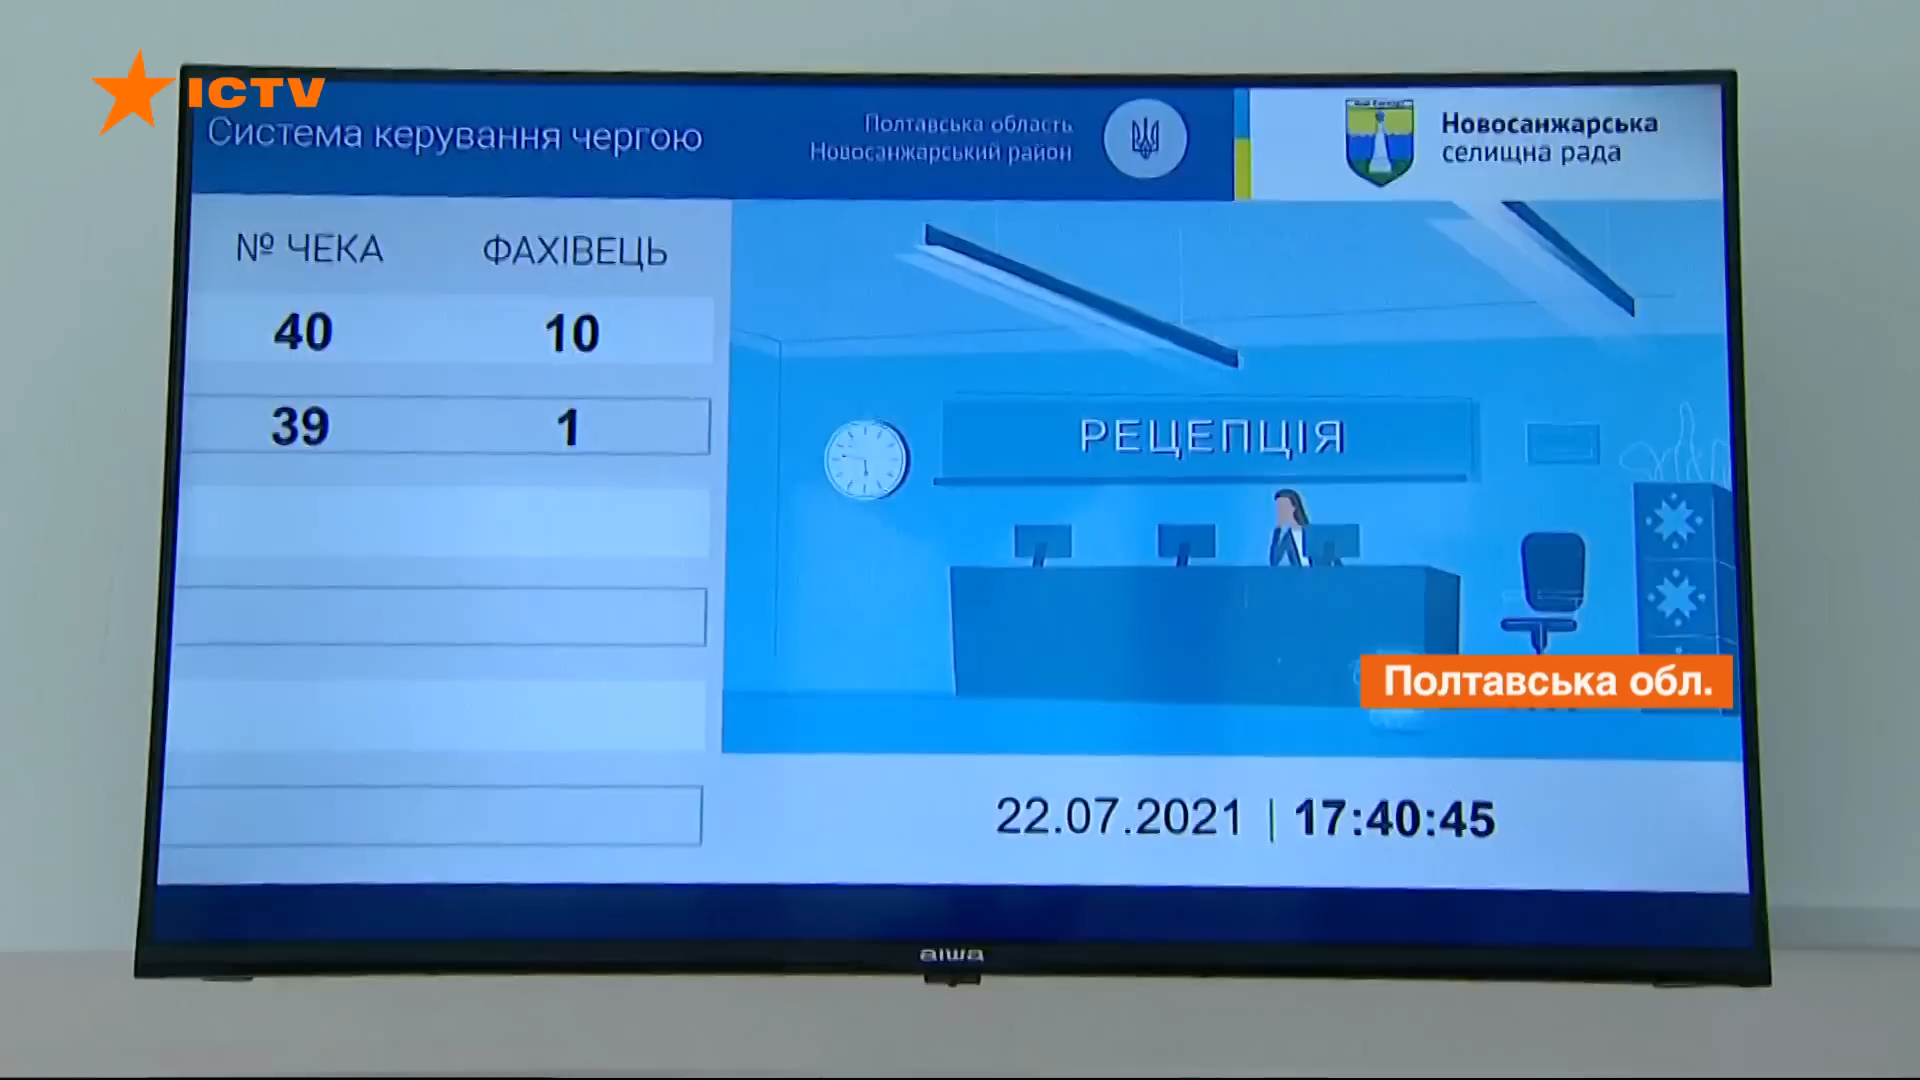 ICTV
Система керування чергою
Полтавська область
Новосанжарський район
Новосанжарська
селищна рада
№ ЧЕКА ФАХІВЕЦЬ
40 10
39 1
РЕЦЕПЦІЯ
Полтавська обл.
22.07.2021 | 17:40:45
aiwa